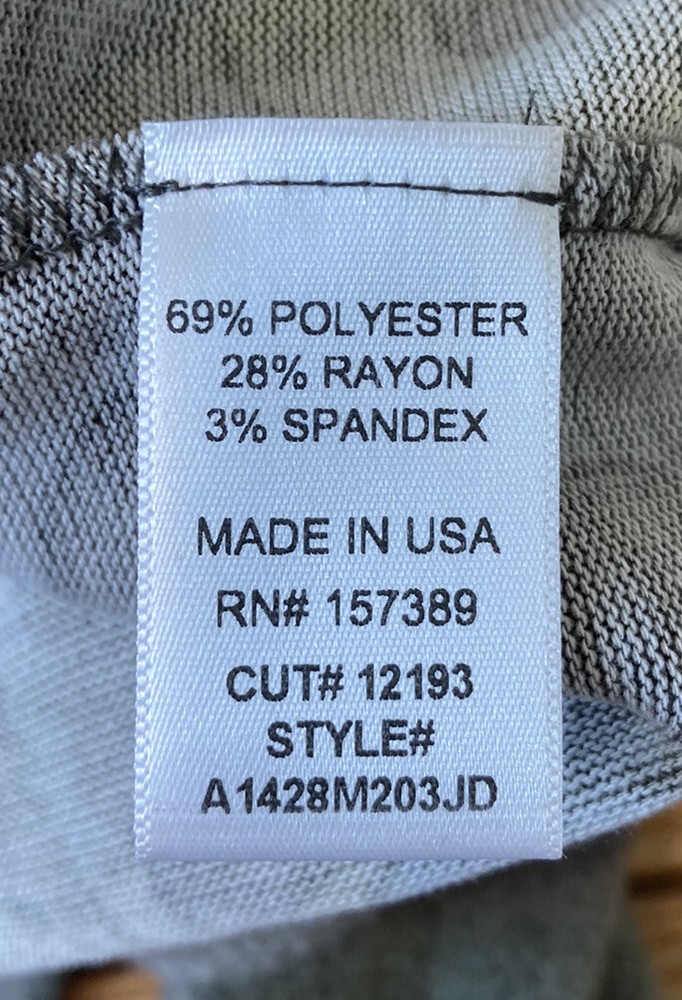 69% POLYESTER
28% RAYON
3% SPANDEX
MADE IN USA
RN# 157389
CUT# 12193
STYLE#
A1428M203JD